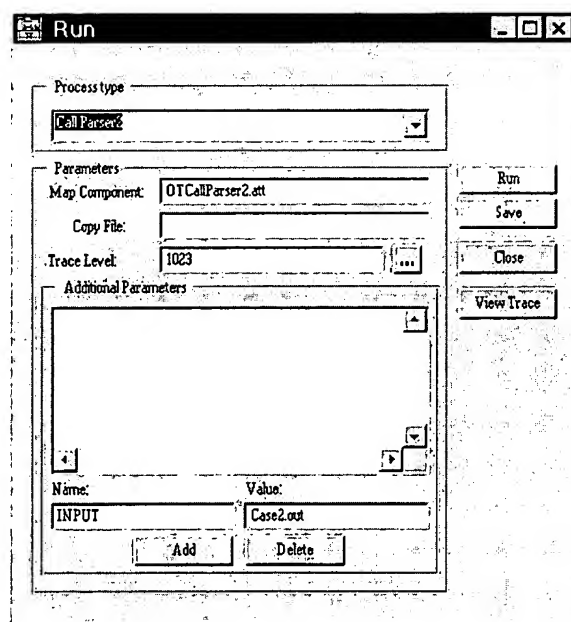 Run
Process type
Call Parser2
Parameters
Map Component: OTCallParser2.att
Copy File:
Trace Level: 1023 ...
Additional Parameters
Name: Value:
INPUT Case2.out
Add Delete
Run
Save
Close
View Trace